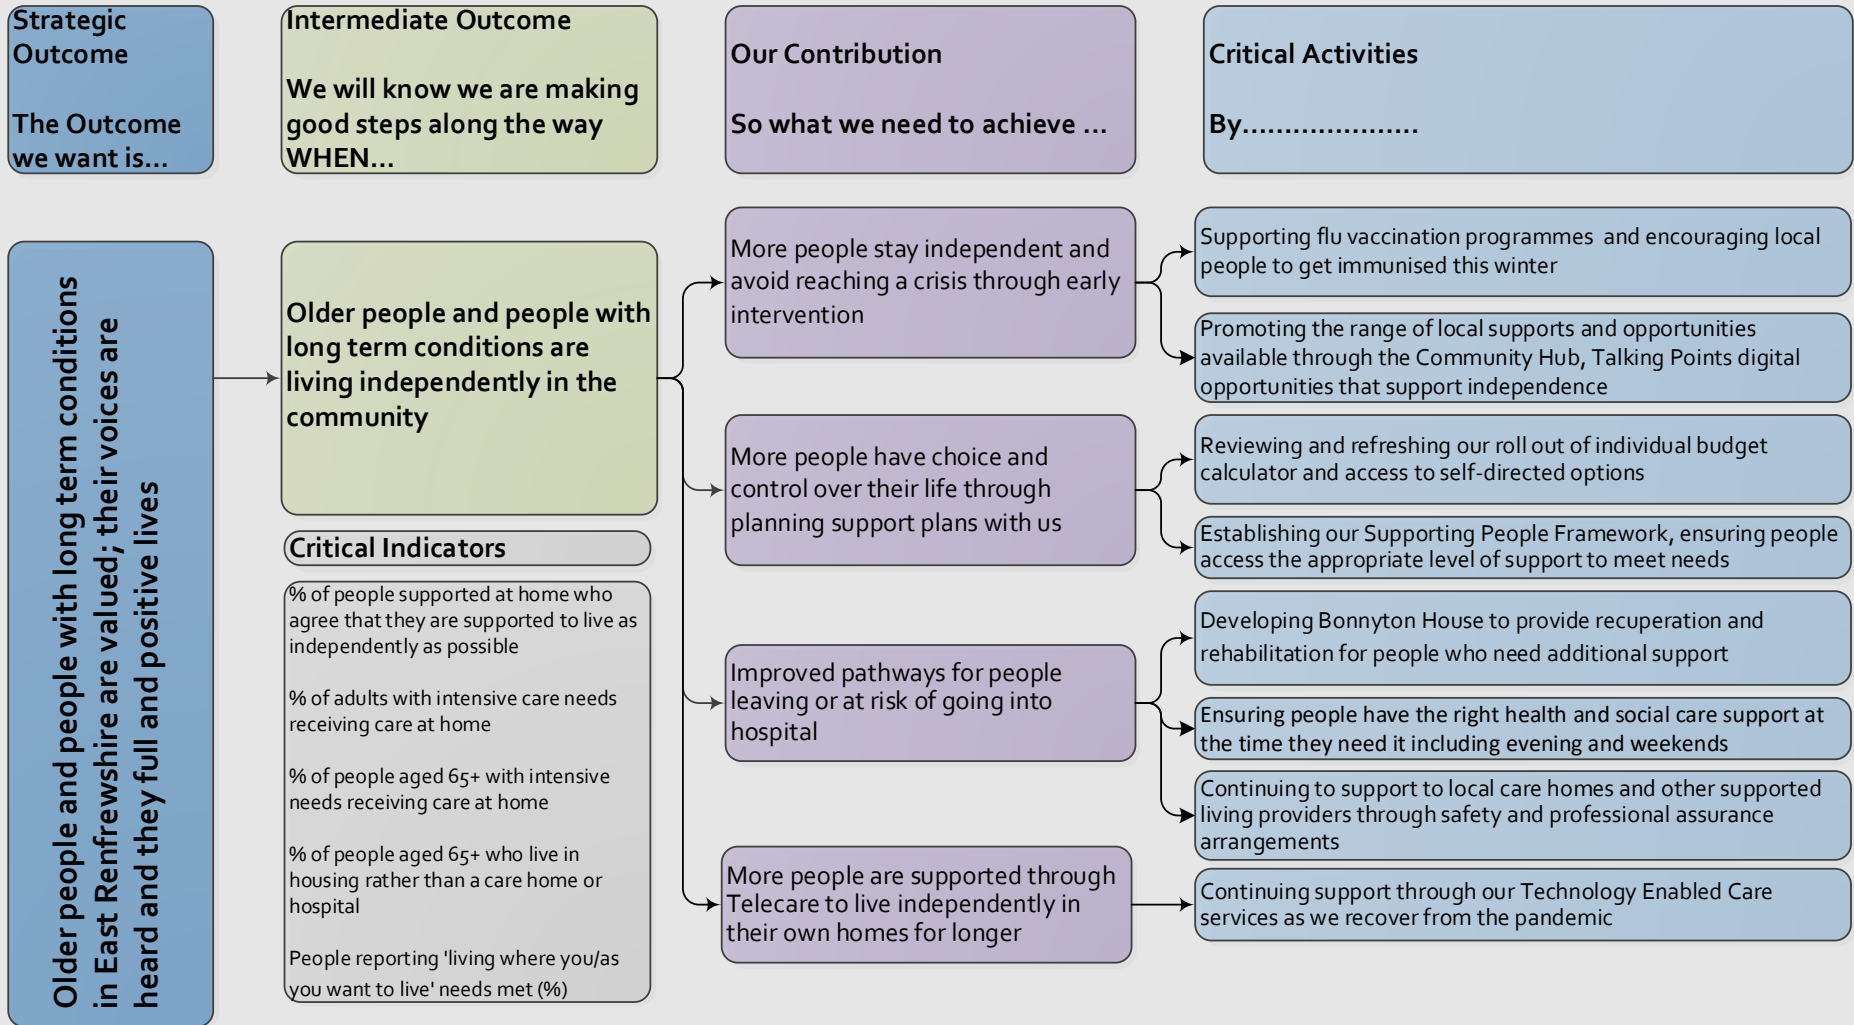 Strategic
Outcome
The Outcome
we want is...
Intermediate Outcome
We will know we are making
good steps along the way
WHEN...
Our Contribution
So what we need to achieve ...
Critical Activities
By.....................
Older people and people with long term conditions
in East Renfrewshire are valued; their voices are
heard and they full and positive lives
Older people and people with
long term conditions are
living independently in the
community
Critical Indicators
% of people supported at home who
agree that they are supported to live as
independently as possible
% of adults with intensive care needs
receiving care at home
% of people aged 65+ with intensive
needs receiving care at home
% of people aged 65+ who live in
housing rather than a care home or
hospital
People reporting 'living where you/as
you want to live' needs met (%)
More people stay independent and
avoid reaching a crisis through early
intervention
Supporting flu vaccination programmes  and encouraging local
people to get immunised this winter
Promoting the range of local supports and opportunities
available through the Community Hub, Talking Points digital
opportunities that support independence
More people have choice and
control over their life through
planning support plans with us
Reviewing and refreshing our roll out of individual budget
calculator and access to self-directed options
Establishing our Supporting People Framework, ensuring people
access the appropriate level of support to meet needs
Improved pathways for people
leaving or at risk of going into
hospital
Developing Bonnyton House to provide recuperation and
rehabilitation for people who need additional support
Ensuring people have the right health and social care support at
the time they need it including evening and weekends
Continuing to support to local care homes and other supported
living providers through safety and professional assurance
arrangements
More people are supported through
Telecare to live independently in
their own homes for longer
Continuing support through our Technology Enabled Care
services as we recover from the pandemic